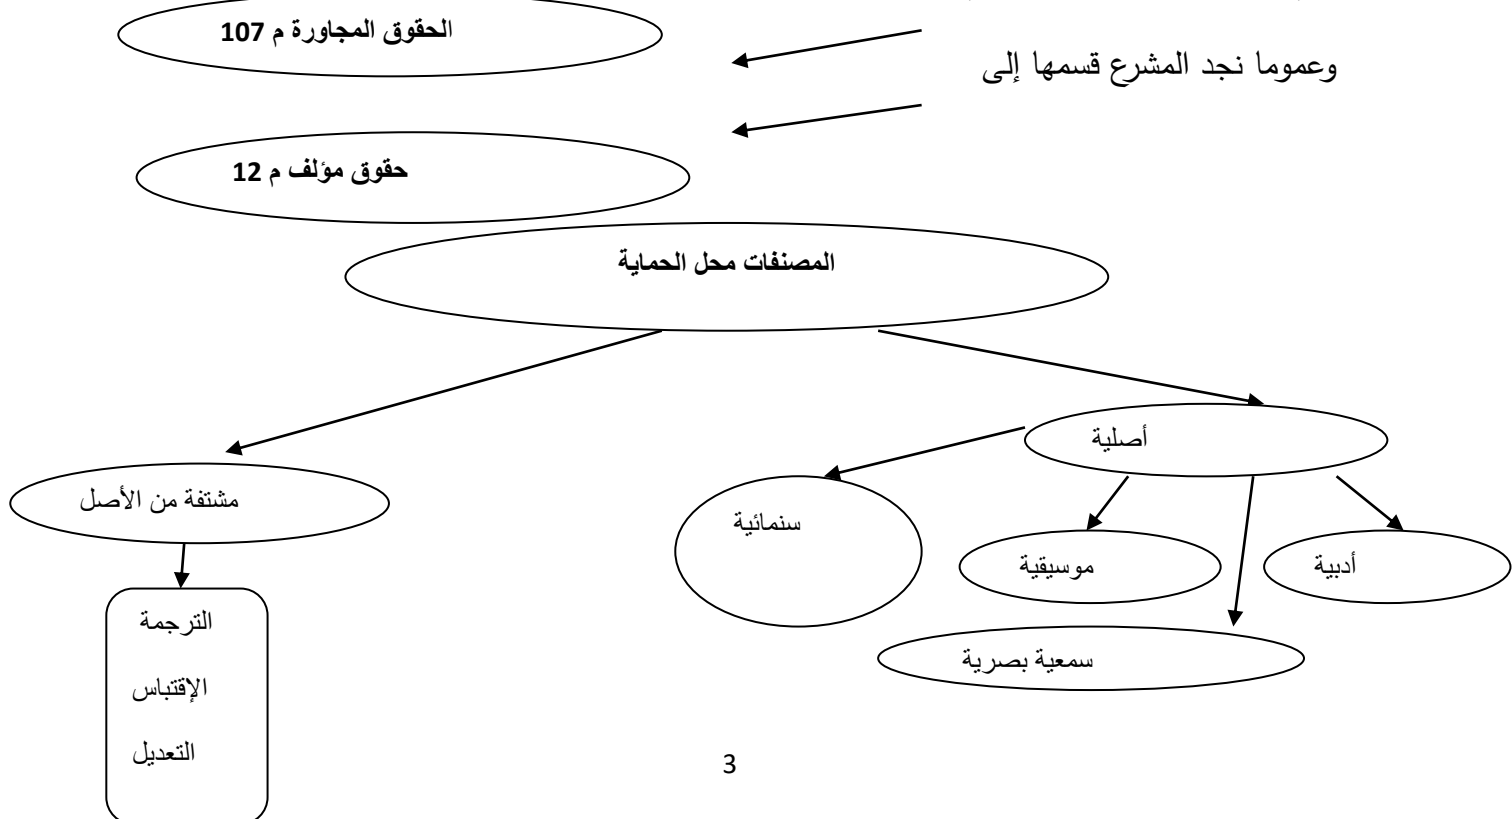 الحقوق المجاورة م 107
وعموما نجد المشرع قسمها إلى
حقوق مؤلف م 12
المصنفات محل الحماية
أصلية
مشتفة من الأصل
سنمائية
موسيقية
أدبية
سمعية بصرية
الترجمة
الإقتباس
التعديل
3